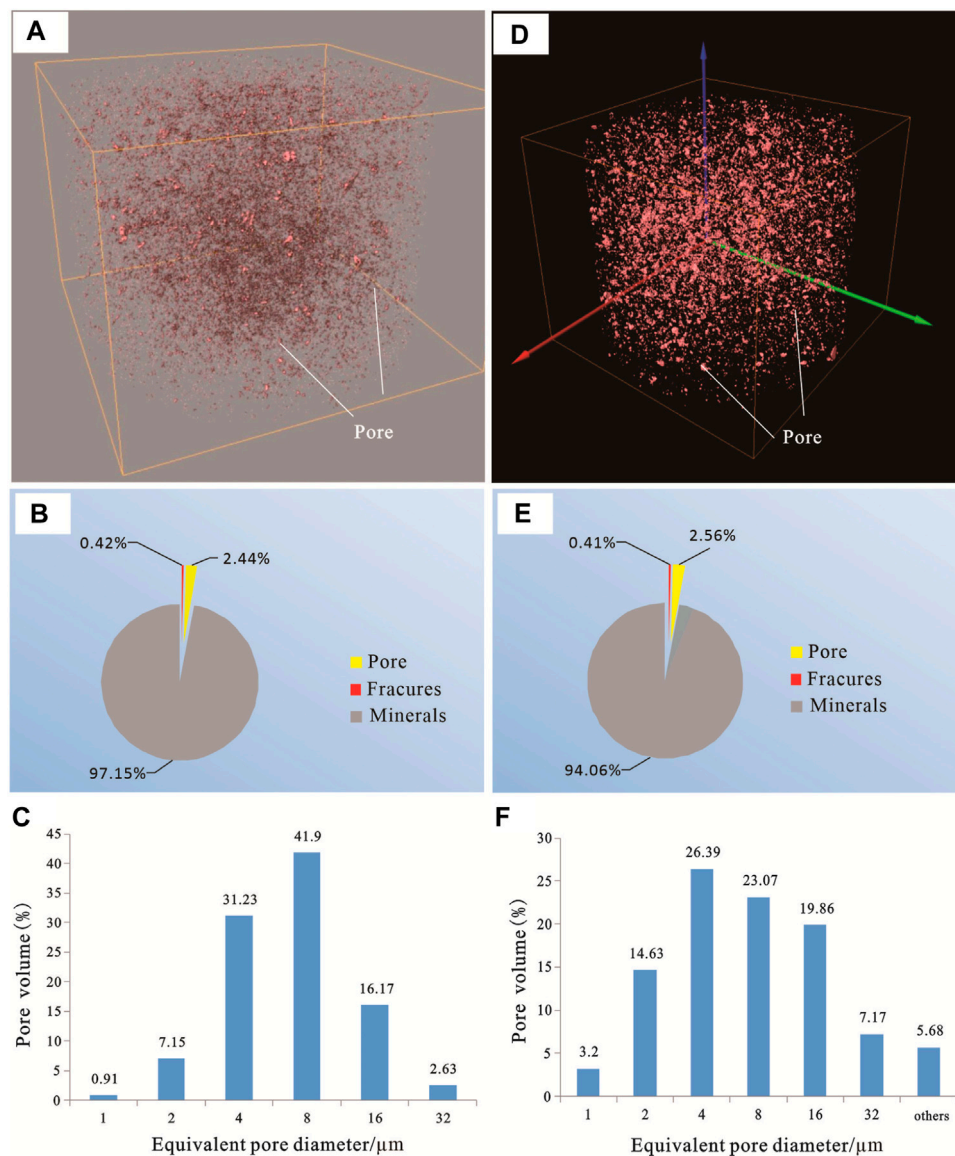 A
Pore
D
Pore
B
0.42%
2.44%
Pore
Fracures
Minerals
97.15%
E
0.41%
2.56%
Pore
Fracures
Minerals
94.06%
C
Pore volume (%)
45
40
35
30
25
20
15
10
5
0
0.91
7.15
31.23
41.9
16.17
2.63
1 2 4 8 16 32
Equivalent pore diameter/μm
F
Pore volume (%)
30
25
20
15
10
5
0
3.2
14.63
26.39
23.07
19.86
7.17
5.68
1 2 4 8 16 32 others
Equivalent pore diameter/μm